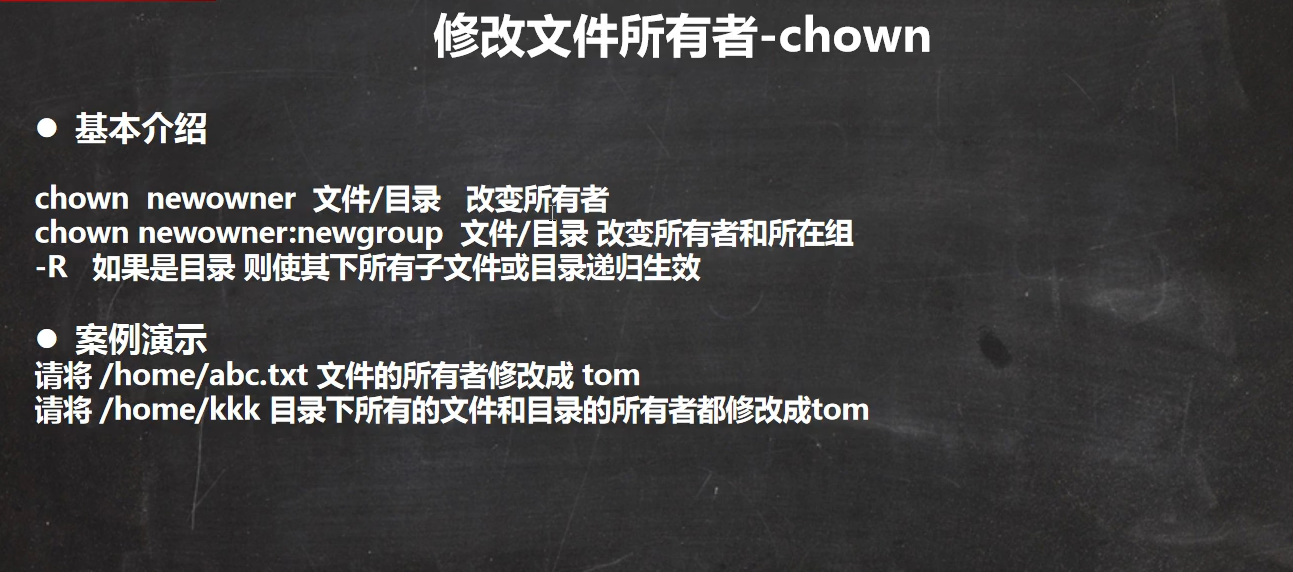 修改文件所有者-chown
● 基本介绍
chown newowner 文件/目录 改变所有者
chown newowner:newgroup 文件/目录 改变所有者和所在组
-R 如果是目录 则使其下所有子文件或目录递归生效
● 案例演示
请将 /home/abc.txt 文件的所有者修改成 tom
请将 /home/kkk 目录下所有的文件和目录的所有者都修改成tom